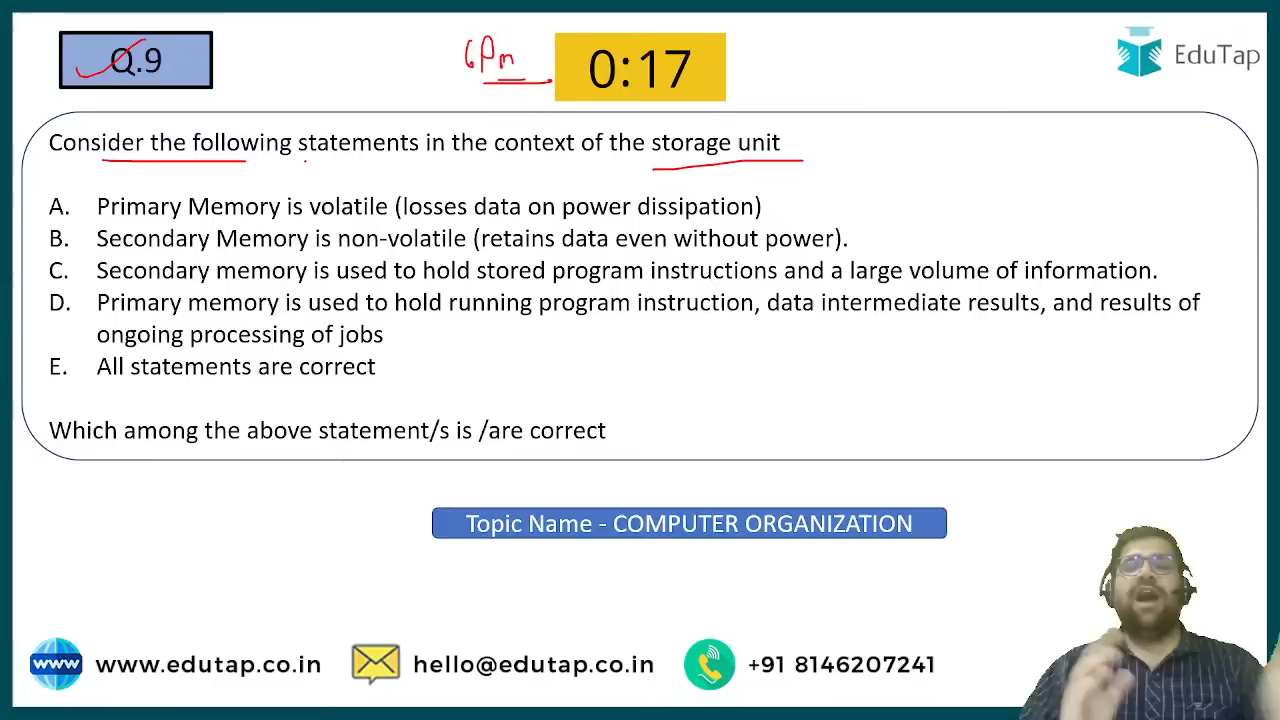 Q.9
6Pm
0:17
EduTap
Consider the following statements in the context of the storage unit
A. Primary Memory is volatile (losses data on power dissipation)
B. Secondary Memory is non-volatile (retains data even without power).
C. Secondary memory is used to hold stored program instructions and a large volume of information.
D. Primary memory is used to hold running program instruction, data intermediate results, and results of
ongoing processing of jobs
E. All statements are correct
Which among the above statement/s is /are correct
Topic Name - COMPUTER ORGANIZATION
www www.edutap.co.in hello@edutap.co.in +91 8146207241